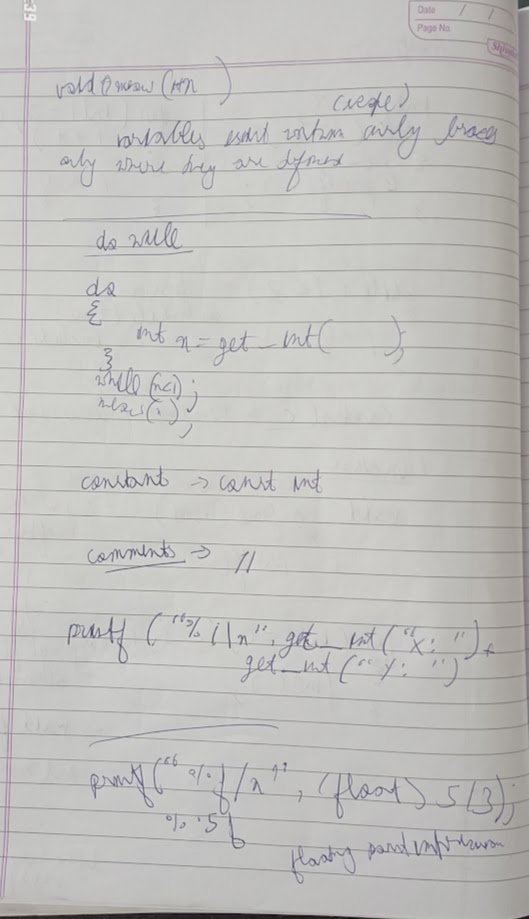 39
Date / /
Page No.
void meow (int n )
(scope)
variables exist within curly braces
only where they are defined
do while
do
{
int n = get_int( );
}
while (n<1);
meow(n);
constant → const int
comments → //
printf ("%i\n", get_int("x: ") +
get_int("y: ")
printf("%f/n", (float) 5/3);
%.5f
floating point imprecision